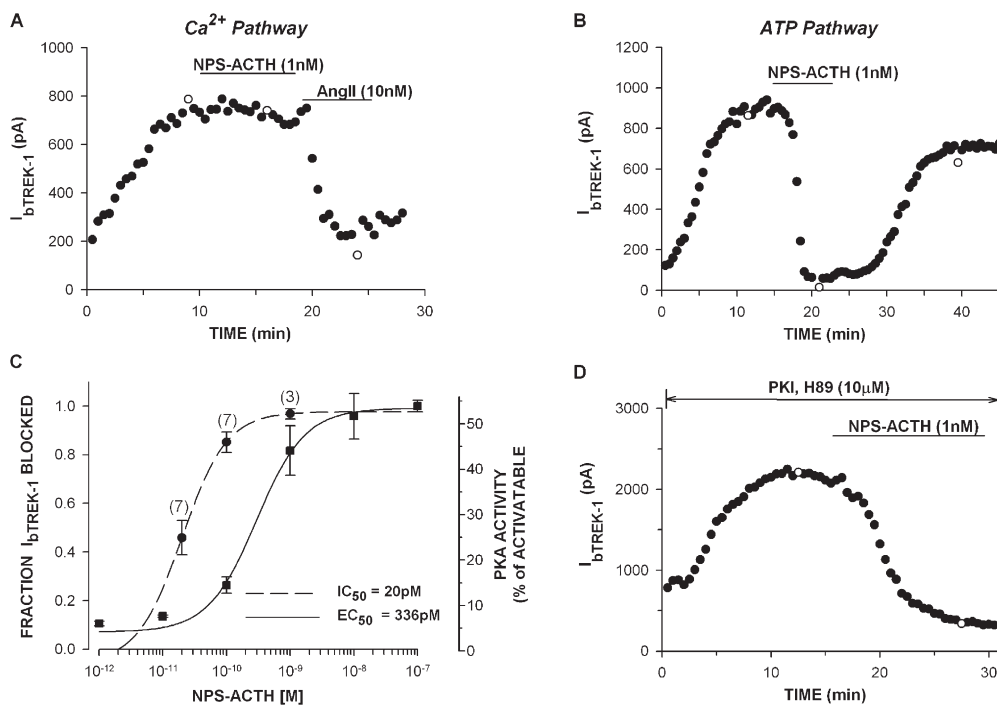 A
Ca2+ Pathway
1000
800
600
400
200
0
NPS-ACTH (1nM)
AngII (10nM)
IbTREK-1 (pA)
0 10 20 30
TIME (min)
B
ATP Pathway
1200
1000
800
600
400
200
0
NPS-ACTH (1nM)
IbTREK-1 (pA)
0 10 20 30 40
TIME (min)
C
1.0
0.8
0.6
0.4
0.2
0.0
FRACTION IbTREK-1 BLOCKED
(7)
(7)
(3)
IC50 = 20pM
EC50 = 336pM
50
40
30
20
10
0
PKA ACTIVITY
(% of ACTIVATABLE)
10-12 10-11 10-10 10-9 10-8 10-7
NPS-ACTH [M]
D
PKI, H89 (10µM)
NPS-ACTH (1nM)
3000
2000
1000
0
IbTREK-1 (pA)
0 10 20 30
TIME (min)